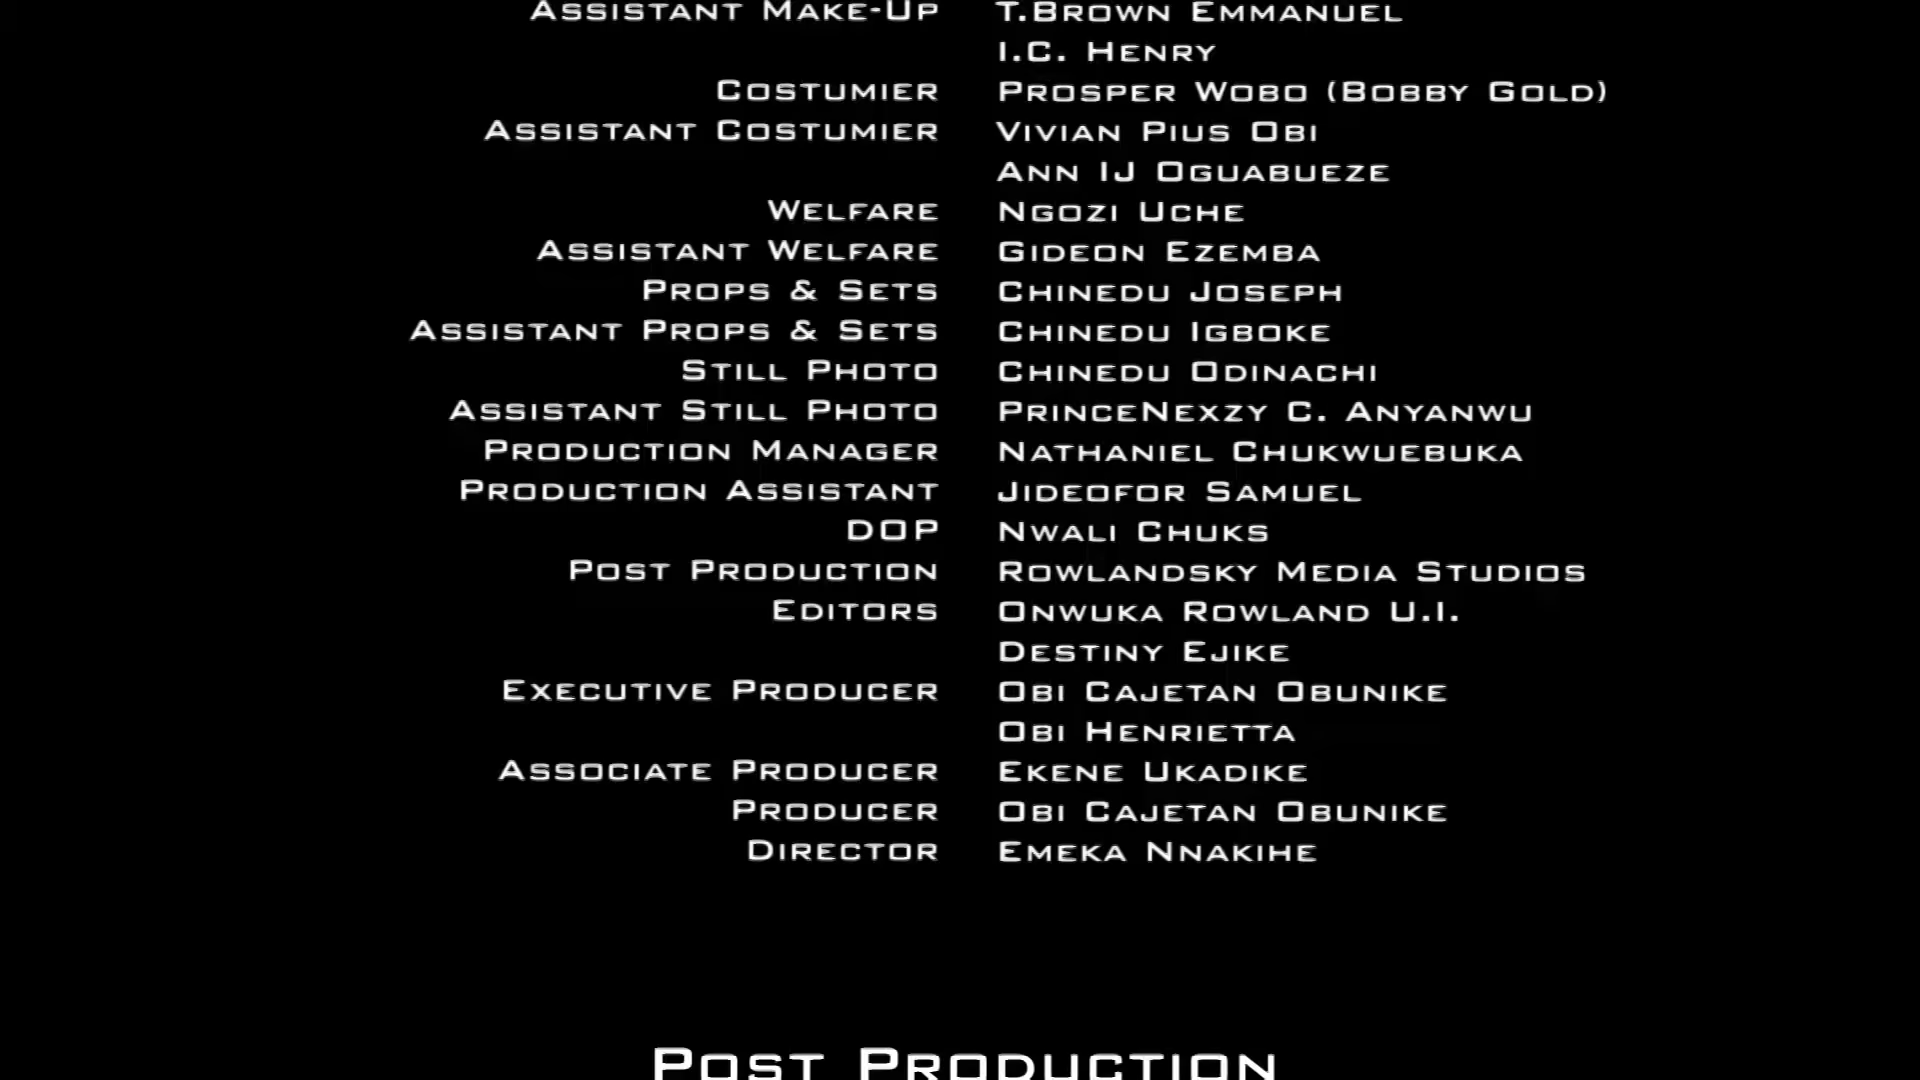 Assistant Make-Up T.Brown Emmanuel
I.C. Henry
Costumier Prosper Wobo (Bobby Gold)
Assistant Costumier Vivian Pius Obi
Ann IJ Oguabueze
Welfare Ngozi Uche
Assistant Welfare Gideon Ezemba
Props & Sets Chinedu Joseph
Assistant Props & Sets Chinedu Igboke
Still Photo Chinedu Odinachi
Assistant Still Photo PrinceNexzy C. Anyanwu
Production Manager Nathaniel Chukwuebuka
Production Assistant Jideofor Samuel
DOP Nwali Chuks
Post Production Rowlandsky Media Studios
Editors Onwuka Rowland U.I.
Destiny Ejike
Executive Producer Obi Cajetan Obunike
Obi Henrietta
Associate Producer Ekene Ukadike
Producer Obi Cajetan Obunike
Director Emeka Nnakihe
Post Production